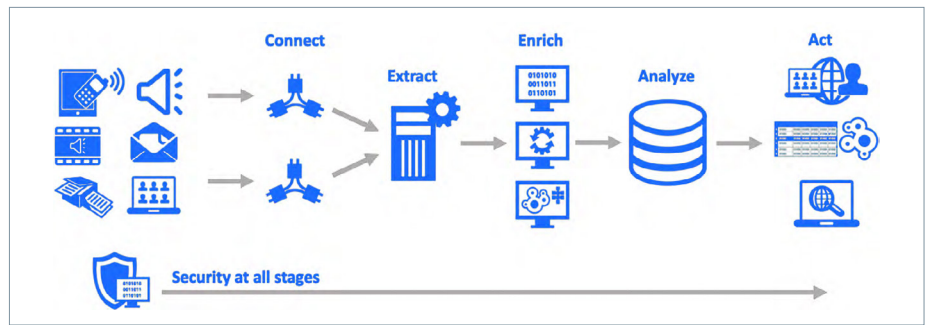 Connect
Enrich
Act
Extract
Analyze
0101010
0011011
0110101
Security at all stages
0101010
0011011
0110101